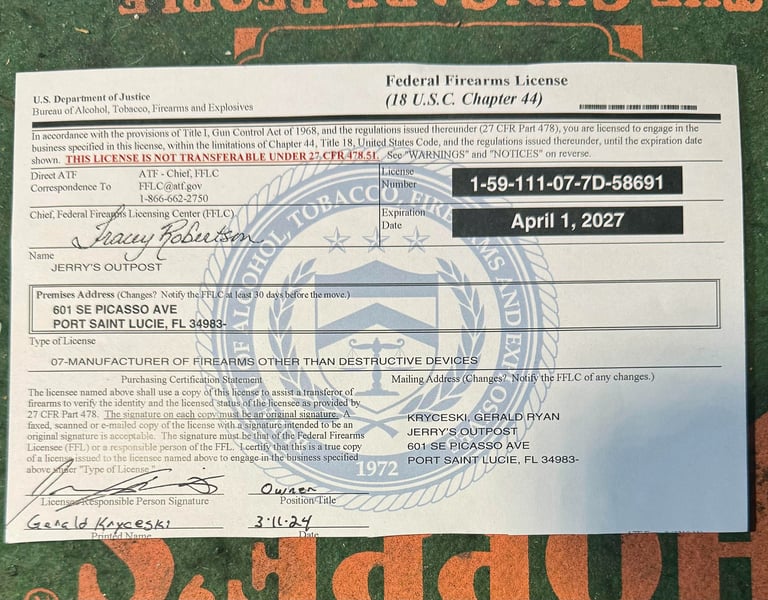 THE GUNCARE PEOPLE
U.S. Department of Justice
Bureau of Alcohol, Tobacco, Firearms and Explosives
Federal Firearms License
(18 U.S.C. Chapter 44)
In accordance with the provisions of Title I, Gun Control Act of 1968, and the regulations issued thereunder (27 CFR Part 478), you are licensed to engage in the
business specified in this license, within the limitations of Chapter 44, Title 18, United States Code, and the regulations issued thereunder, until the expiration date
shown. THIS LICENSE IS NOT TRANSFERABLE UNDER 27 CFR 478.51. See "WARNINGS" and "NOTICES" on reverse.
Direct ATF
Correspondence To
ATF - Chief, FFLC
FFLC@atf.gov
1-866-662-2750
License
Number
1-59-111-07-7D-58691
Expiration
Date
April 1, 2027
Chief, Federal Firearms Licensing Center (FFLC)
Tracey Robertson
Name
JERRY'S OUTPOST
Premises Address (Changes? Notify the FFLC at least 30 days before the move.)
601 SE PICASSO AVE
PORT SAINT LUCIE, FL 34983-
Type of License
07-MANUFACTURER OF FIREARMS OTHER THAN DESTRUCTIVE DEVICES
Purchasing Certification Statement
The licensee named above shall use a copy of this license to assist a transferor of
firearms to verify the identity and the licensed status of the licensee as provided by
27 CFR Part 478. The signature on each copy must be an original signature. A
faxed, scanned or e-mailed copy of the license with a signature intended to be an
original signature is acceptable. The signature must be that of the Federal Firearms
Licensee (FFL) or a responsible person of the FFL. I certify that this is a true copy
of a license issued to the licensee named above to engage in the business specified
above under "Type of License."
Mailing Address (Changes? Notify the FFLC of any changes.)
KRYCESKI, GERALD RYAN
JERRY'S OUTPOST
601 SE PICASSO AVE
PORT SAINT LUCIE, FL 34983-
Licensee/Responsible Person Signature
Owner
Position/Title
Gerald Kryceski
Printed Name
3-11-24
Date
OF ALCOHOL, TOBACCO, FIREARMS AND EXPLOS
1972
HOPPE'S